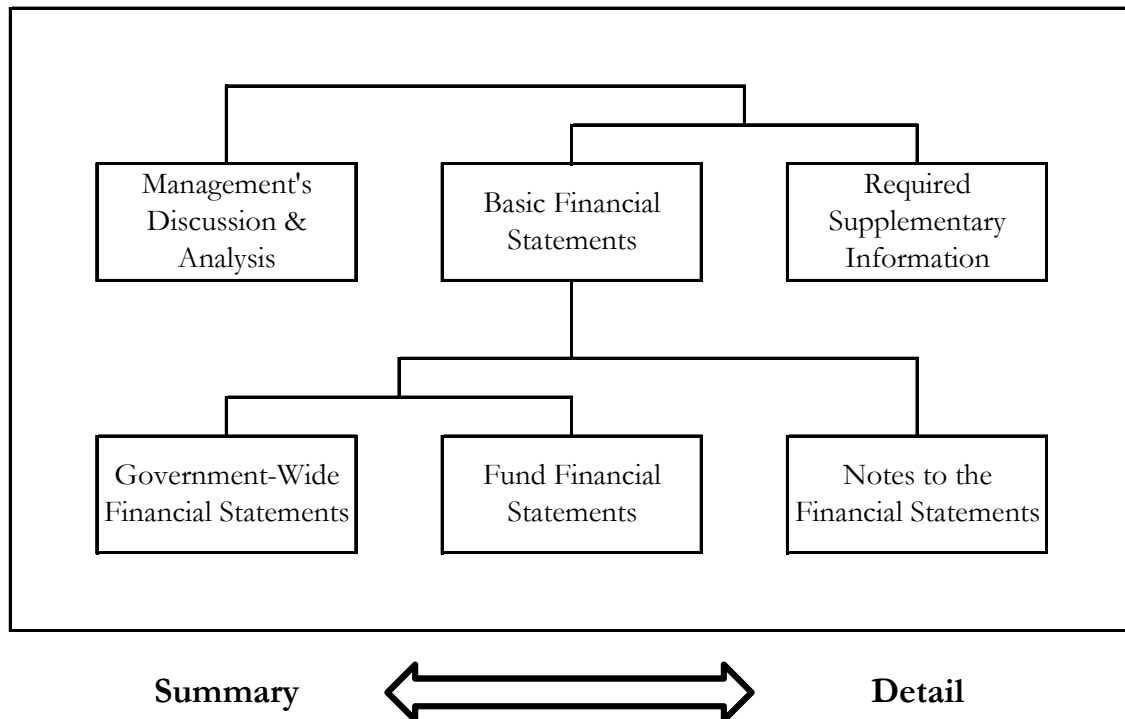 Management's
Discussion &
Analysis
Basic Financial
Statements
Required
Supplementary
Information
Government-Wide
Financial Statements
Fund Financial
Statements
Notes to the
Financial Statements
Summary
Detail